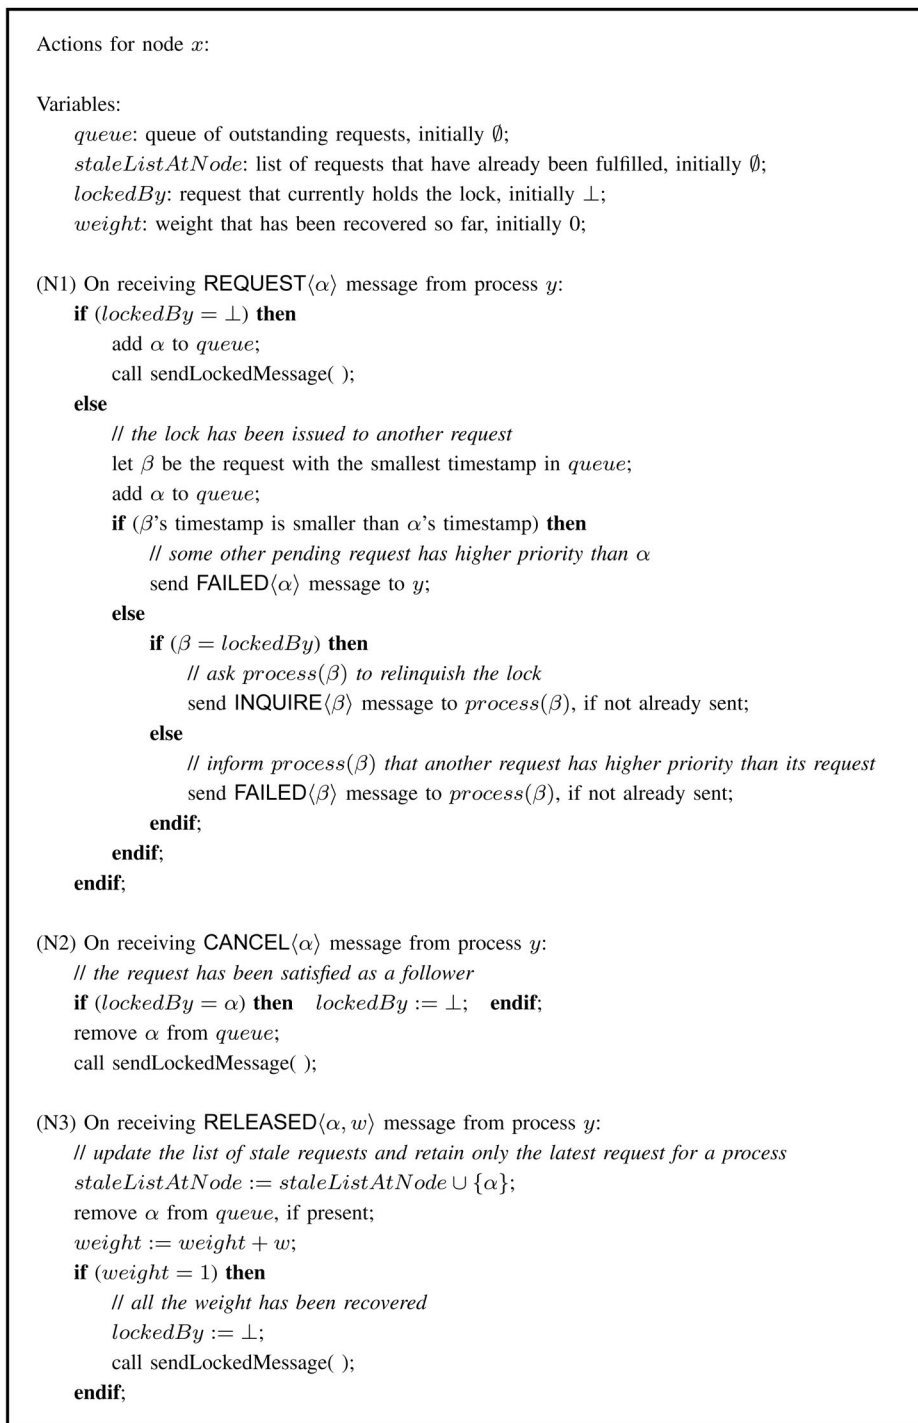 Actions for node x:
Variables:
queue: queue of outstanding requests, initially ∅;
staleListAtNode: list of requests that have already been fulfilled, initially ∅;
lockedBy: request that currently holds the lock, initially ⊥;
weight: weight that has been recovered so far, initially 0;
(N1) On receiving REQUEST⟨α⟩ message from process y:
if (lockedBy = ⊥) then
add α to queue;
call sendLockedMessage( );
else
// the lock has been issued to another request
let β be the request with the smallest timestamp in queue;
add α to queue;
if (β's timestamp is smaller than α's timestamp) then
// some other pending request has higher priority than α
send FAILED⟨α⟩ message to y;
else
if (β = lockedBy) then
// ask process(β) to relinquish the lock
send INQUIRE⟨β⟩ message to process(β), if not already sent;
else
// inform process(β) that another request has higher priority than its request
send FAILED⟨β⟩ message to process(β), if not already sent;
endif;
endif;
endif;
(N2) On receiving CANCEL⟨α⟩ message from process y:
// the request has been satisfied as a follower
if (lockedBy = α) then lockedBy := ⊥; endif;
remove α from queue;
call sendLockedMessage( );
(N3) On receiving RELEASED⟨α, w⟩ message from process y:
// update the list of stale requests and retain only the latest request for a process
staleListAtNode := staleListAtNode ∪ {α};
remove α from queue, if present;
weight := weight + w;
if (weight = 1) then
// all the weight has been recovered
lockedBy := ⊥;
call sendLockedMessage( );
endif;